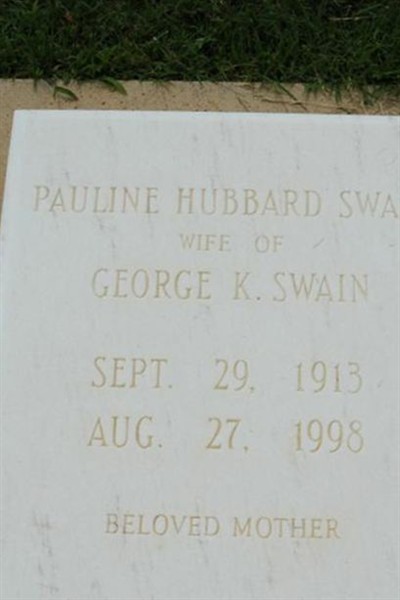 PAULINE HUBBARD SWA
WIFE OF
GEORGE K. SWAIN
SEPT. 29, 1913
AUG. 27, 1998
BELOVED MOTHER